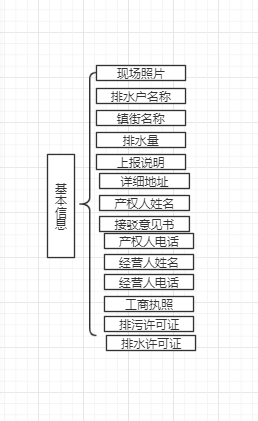 现场照片
排水户名称
镇街名称
排水量
上报说明
详细地址
产权人姓名
接驳意见书
产权人电话
经营人姓名
经营人电话
工商执照
排污许可证
排水许可证
基本信息